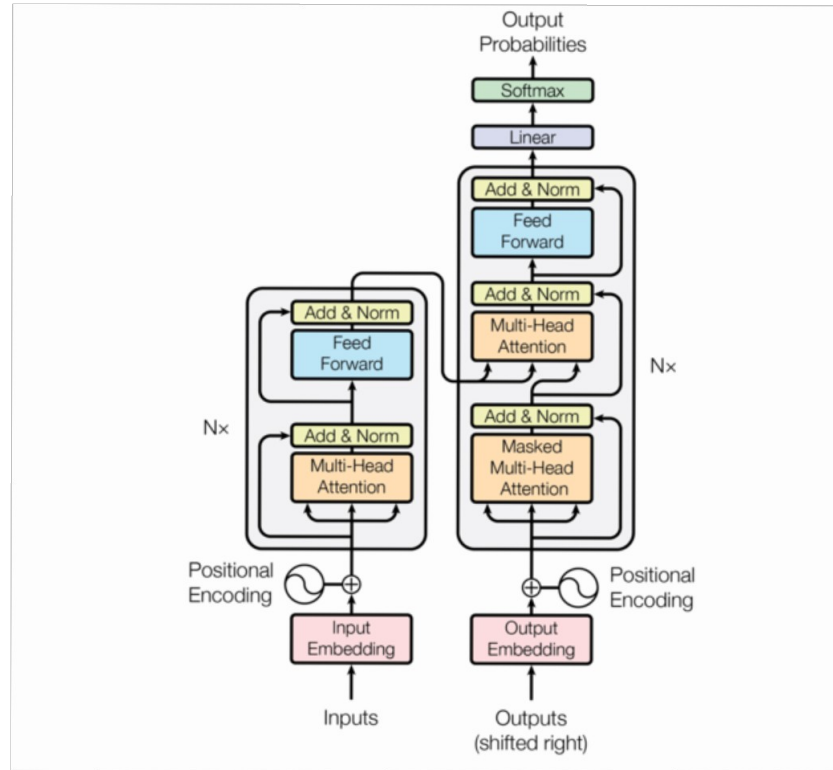 Output
Probabilities
Softmax
Linear
Add & Norm
Feed
Forward
Add & Norm
Multi-Head
Attention
Add & Norm
Masked
Multi-Head
Attention
N×
Add & Norm
Feed
Forward
Add & Norm
Multi-Head
Attention
N×
Positional
Encoding
Positional
Encoding
Input
Embedding
Output
Embedding
Inputs
Outputs
(shifted right)